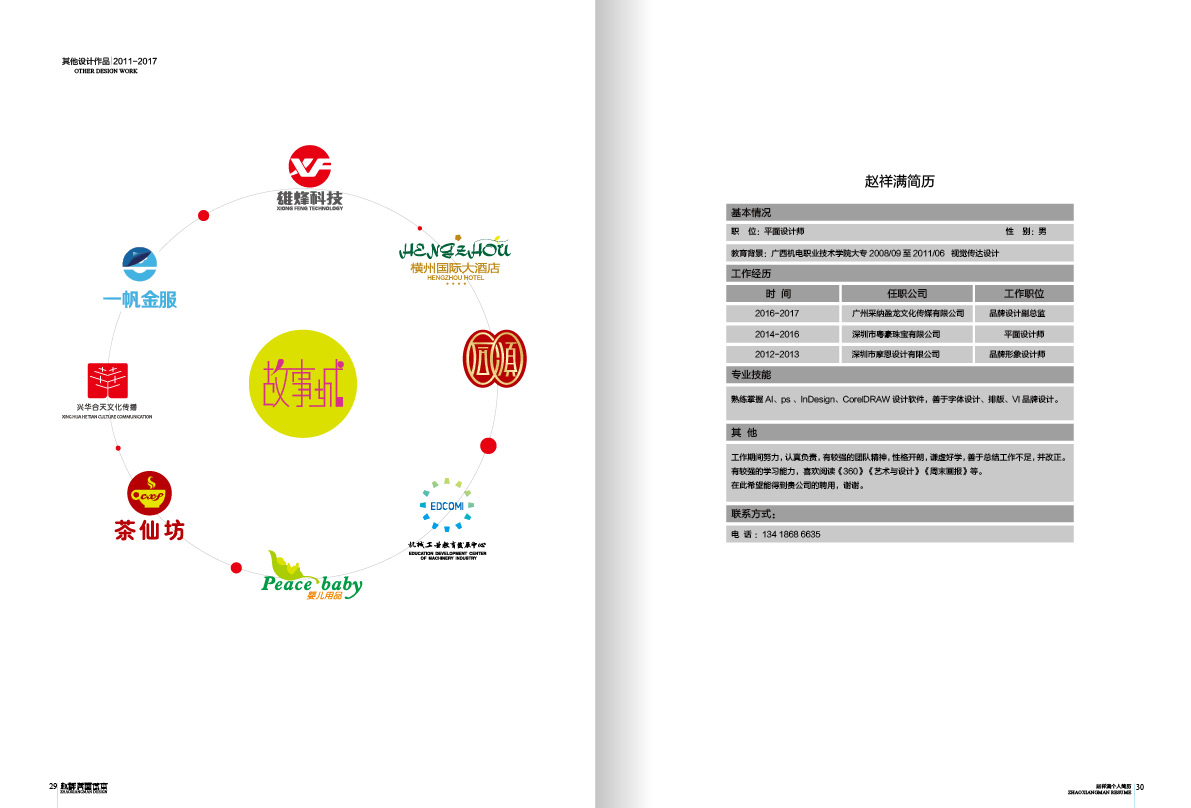 其他设计作品 2011-2017
OTHER DESIGN WORK
雄蜂科技
XIONG FENG TECHNOLOGY
HENGZHOU
横州国际大酒店
HENGZHOU HOTEL
一帆金服
故事城
兴华合天文化传播
XING HUA HETIAN CULTURE COMMUNICATION
cxf
茶仙坊
EDCOMI
机械工业教育发展中心
EDUCATION DEVELOPMENT CENTER
OF MACHINERY INDUSTRY
Peace baby
婴儿用品
29
ZHAOXIANGMAN DESIGN
赵祥满简历
基本情况
职 位：平面设计师 性 别：男
教育背景：广西机电职业技术学院大专 2008/09 至 2011/06 视觉传达设计
工作经历
时 间 任职公司 工作职位
2016-2017 广州采纳盈龙文化传媒有限公司 品牌设计副总监
2014-2016 深圳市粤豪珠宝有限公司 平面设计师
2012-2013 深圳市摩恩设计有限公司 品牌形象设计师
专业技能
熟练掌握 AI、ps 、InDesign、CorelDRAW 设计软件，善于字体设计、排版、VI 品牌设计。
其 他
工作期间努力，认真负责，有较强的团队精神，性格开朗，谦虚好学，善于总结工作不足，并改正。
有较强的学习能力，喜欢阅读《360》《艺术与设计》《周末画报》等。
在此希望能得到贵公司的聘用，谢谢。
联系方式：
电 话 ：134 1868 6635
赵祥满个人简历 30
ZHAOXIANGMAN RESUME